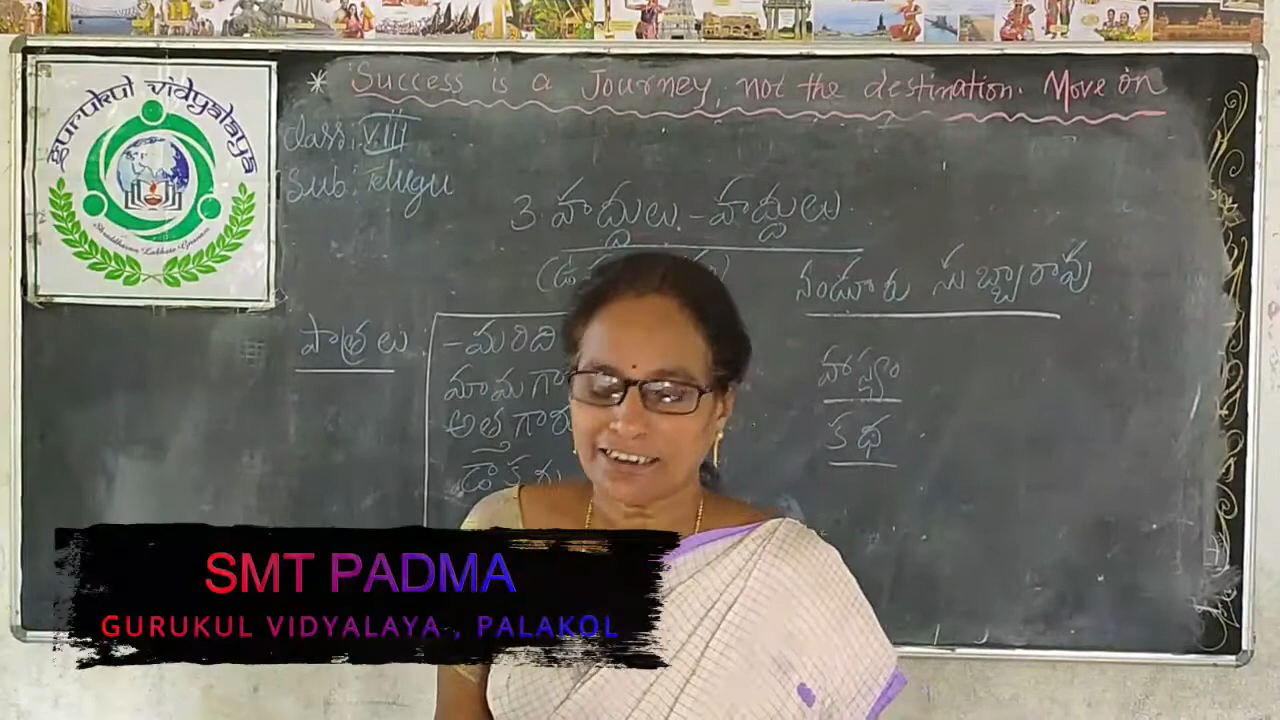 * Success is a Journey, not the destination. Move on
Gurukul Vidyalaya
Class: VIII
Sub: Telugu
3. హద్దులు - హద్దులు
నండూరు సుబ్బారావు
పాత్రలు :
- మరిది
మామగా
అత్తగారు
హాస్యం
కథ
SMT PADMA
GURUKUL VIDYALAYA , PALAKOL